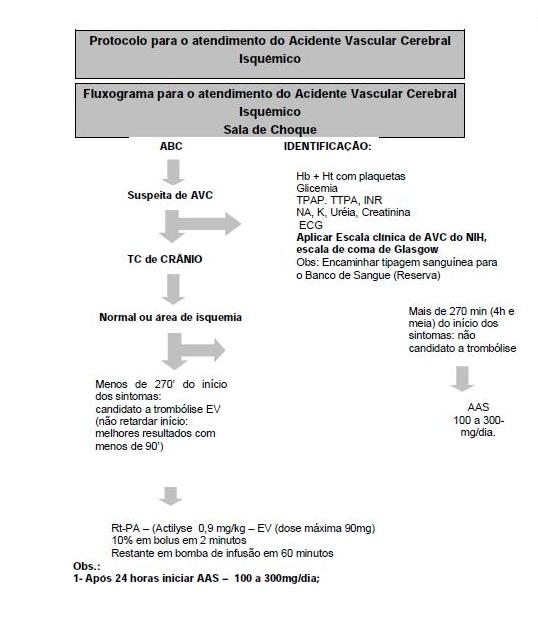 Protocolo para o atendimento do Acidente Vascular Cerebral
Isquêmico
Fluxograma para o atendimento do Acidente Vascular Cerebral
Isquêmico
Sala de Choque
ABC
IDENTIFICAÇÃO:
Hb + Ht com plaquetas
Glicemia
TPAP. TTPA, INR
NA, K, Uréia, Creatinina
ECG
Aplicar Escala clínica de AVC do NIH,
escala de coma de Glasgow
Obs: Encaminhar tipagem sanguínea para
o Banco de Sangue (Reserva)
Suspeita de AVC
TC de CRÂNIO
Normal ou área de isquemia
Mais de 270 min (4h e
meia) do início dos
sintomas: não
candidato a trombólise
Menos de 270' do início
dos sintomas:
candidato a trombólise EV
(não retardar início:
melhores resultados com
menos de 90')
AAS
100 a 300-
mg/dia.
Rt-PA – (Actilyse 0,9 mg/kg – EV (dose máxima 90mg)
10% em bolus em 2 minutos
Restante em bomba de infusão em 60 minutos
Obs.:
1- Após 24 horas iniciar AAS – 100 a 300mg/dia;